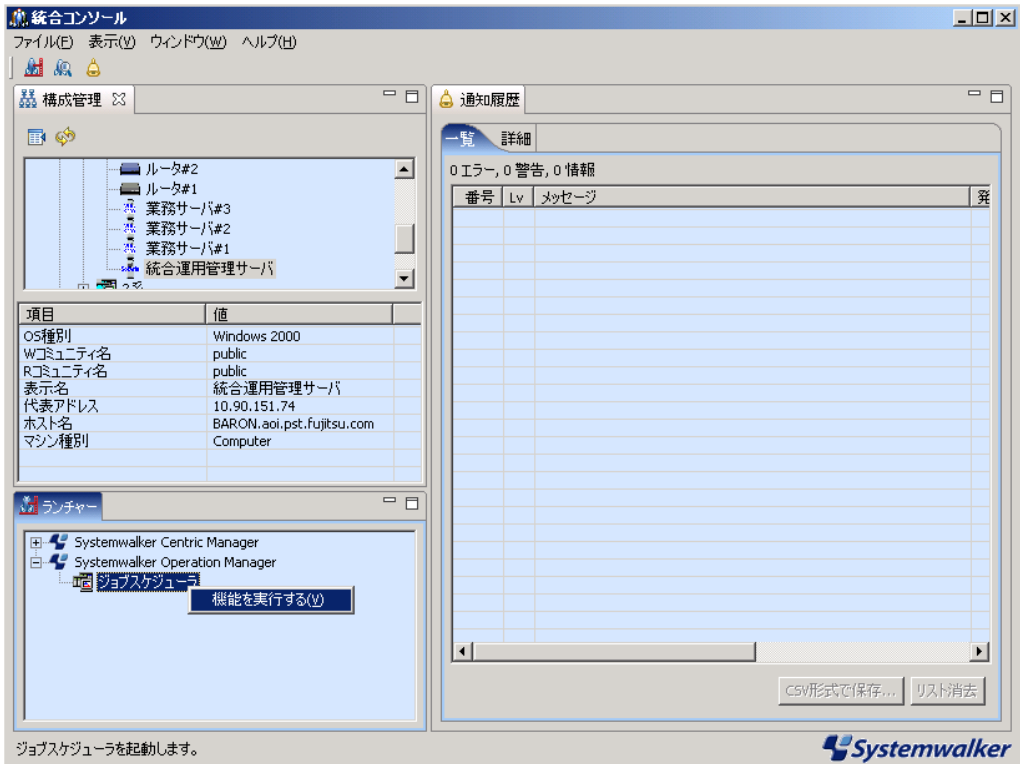 統合コンソール
ファイル(F) 表示(V) ウィンドウ(W) ヘルプ(H)
構成管理
ルータ#2
ルータ#1
業務サーバ#3
業務サーバ#2
業務サーバ#1
統合運用管理サーバ
2系
項目 値
OS種別 Windows 2000
Wコミュニティ名 public
Rコミュニティ名 public
表示名 統合運用管理サーバ
代表アドレス 10.90.151.74
ホスト名 BARON.aoi.pst.fujitsu.com
マシン種別 Computer
ランチャー
Systemwalker Centric Manager
Systemwalker Operation Manager
ジョブスケジューラ
機能を実行する(V)
通知履歴
一覧 詳細
0 エラー, 0 警告, 0 情報
番号 Lv メッセージ 発
CSV形式で保存... リスト消去
ジョブスケジューラを起動します。
Systemwalker